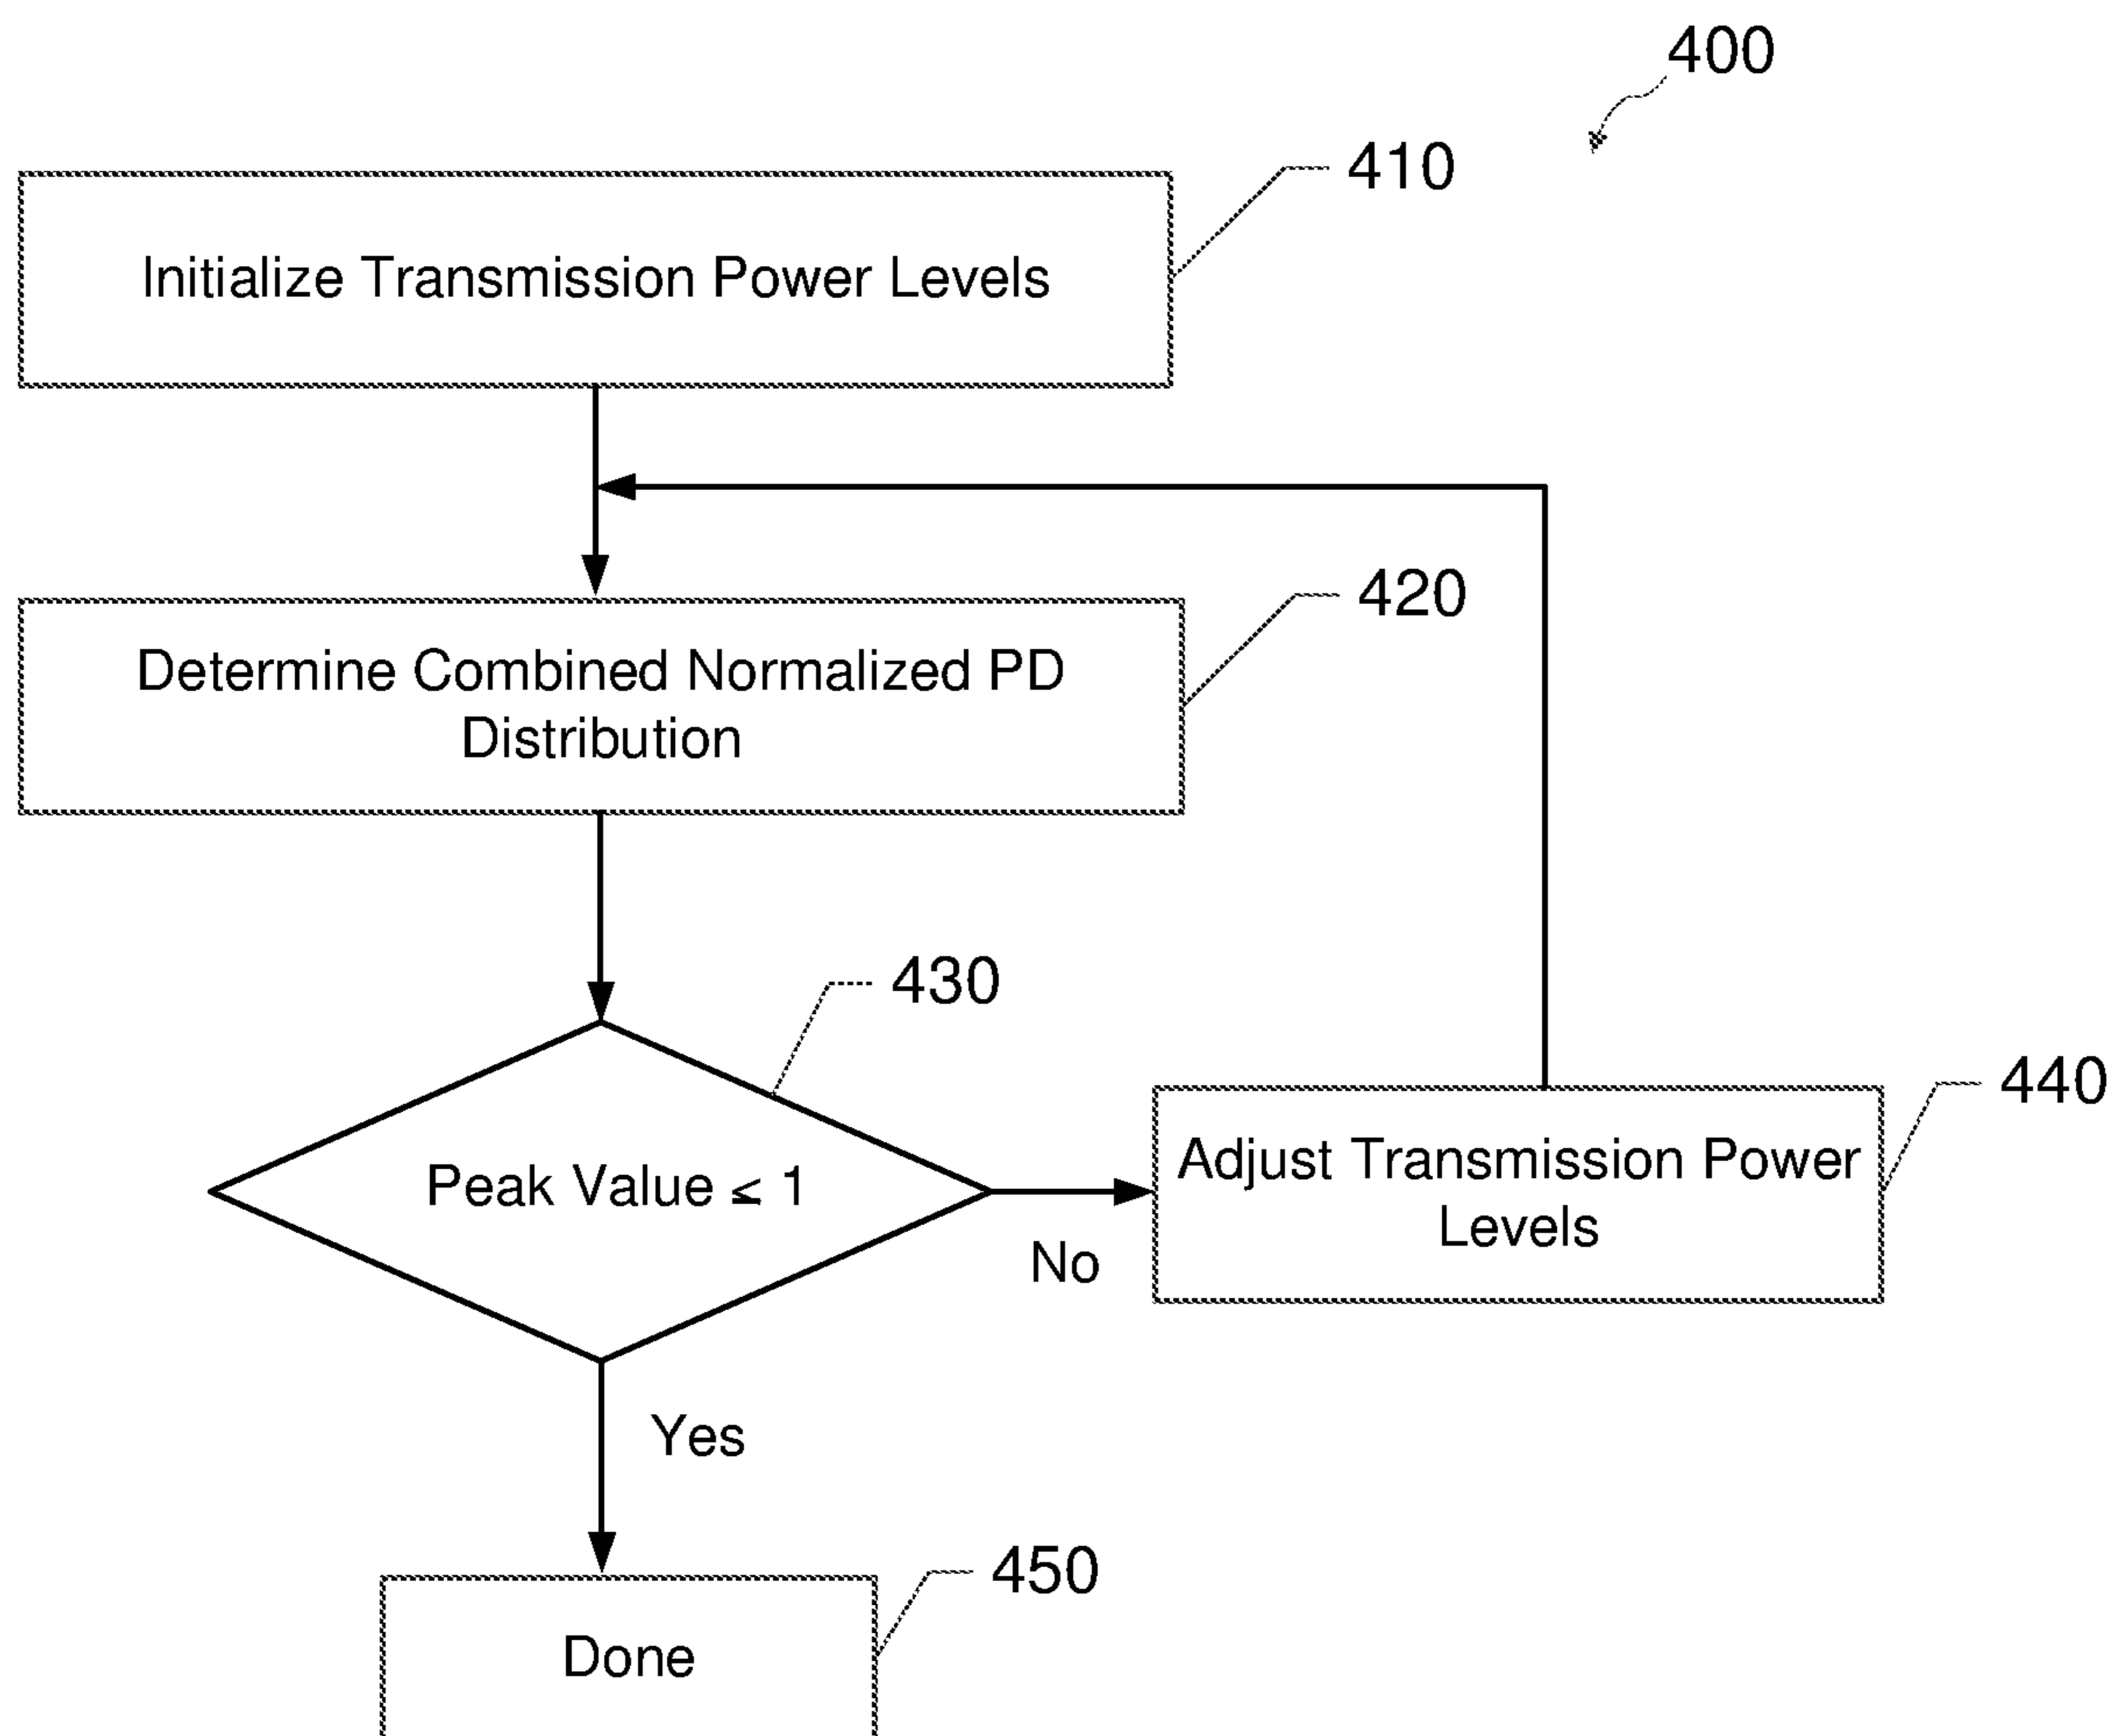 400
410
Initialize Transmission Power Levels
420
Determine Combined Normalized PD
Distribution
430
Peak Value ≤ 1
440
Adjust Transmission Power
Levels
No
Yes
450
Done